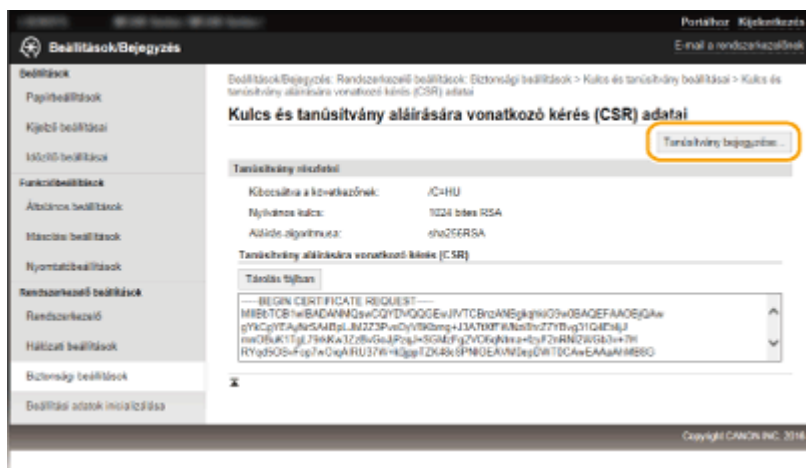 Portálhoz Kijelentkezés
Beállítások/Bejegyzés
E-mail a rendszerkezelőnek
Beállítások
Beállítások/Bejegyzés: Rendszerkezelő beállítások: Biztonsági beállítások > Kulcs és tanúsítvány beállításai > Kulcs és
tanúsítvány aláírására vonatkozó kérés (CSR) adatai
Papírbeállítások
Kulcs és tanúsítvány aláírására vonatkozó kérés (CSR) adatai
Kijelző beállításai
Tanúsítvány bejegyzése...
Időzítő beállításai
Tanúsítvány részletei
Funkcióbeállítások
Kibocsátva a következőnek: /C=HU
Általános beállítások
Nyilvános kulcs: 1024 bites RSA
Aláírás-algoritmusa: sha256RSA
Másolási beállítások
Tanúsítvány aláírására vonatkozó kérés (CSR)
Nyomtatóbeállítások
Tárolás fájlban
Rendszerkezelő beállítások
-----BEGIN CERTIFICATE REQUEST-----
Rendszerkezelő
Hálózati beállítások
Biztonsági beállítások
Beállítási adatok inicializálása
Copyright CANON INC. 2016